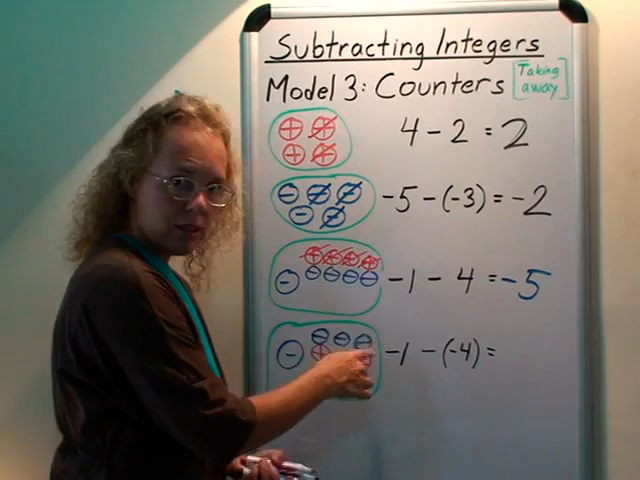 Subtracting Integers
Model 3: Counters [Taking away]
4 - 2 = 2
-5 - (-3) = -2
-1 - 4 = -5
-1 - (-4) =